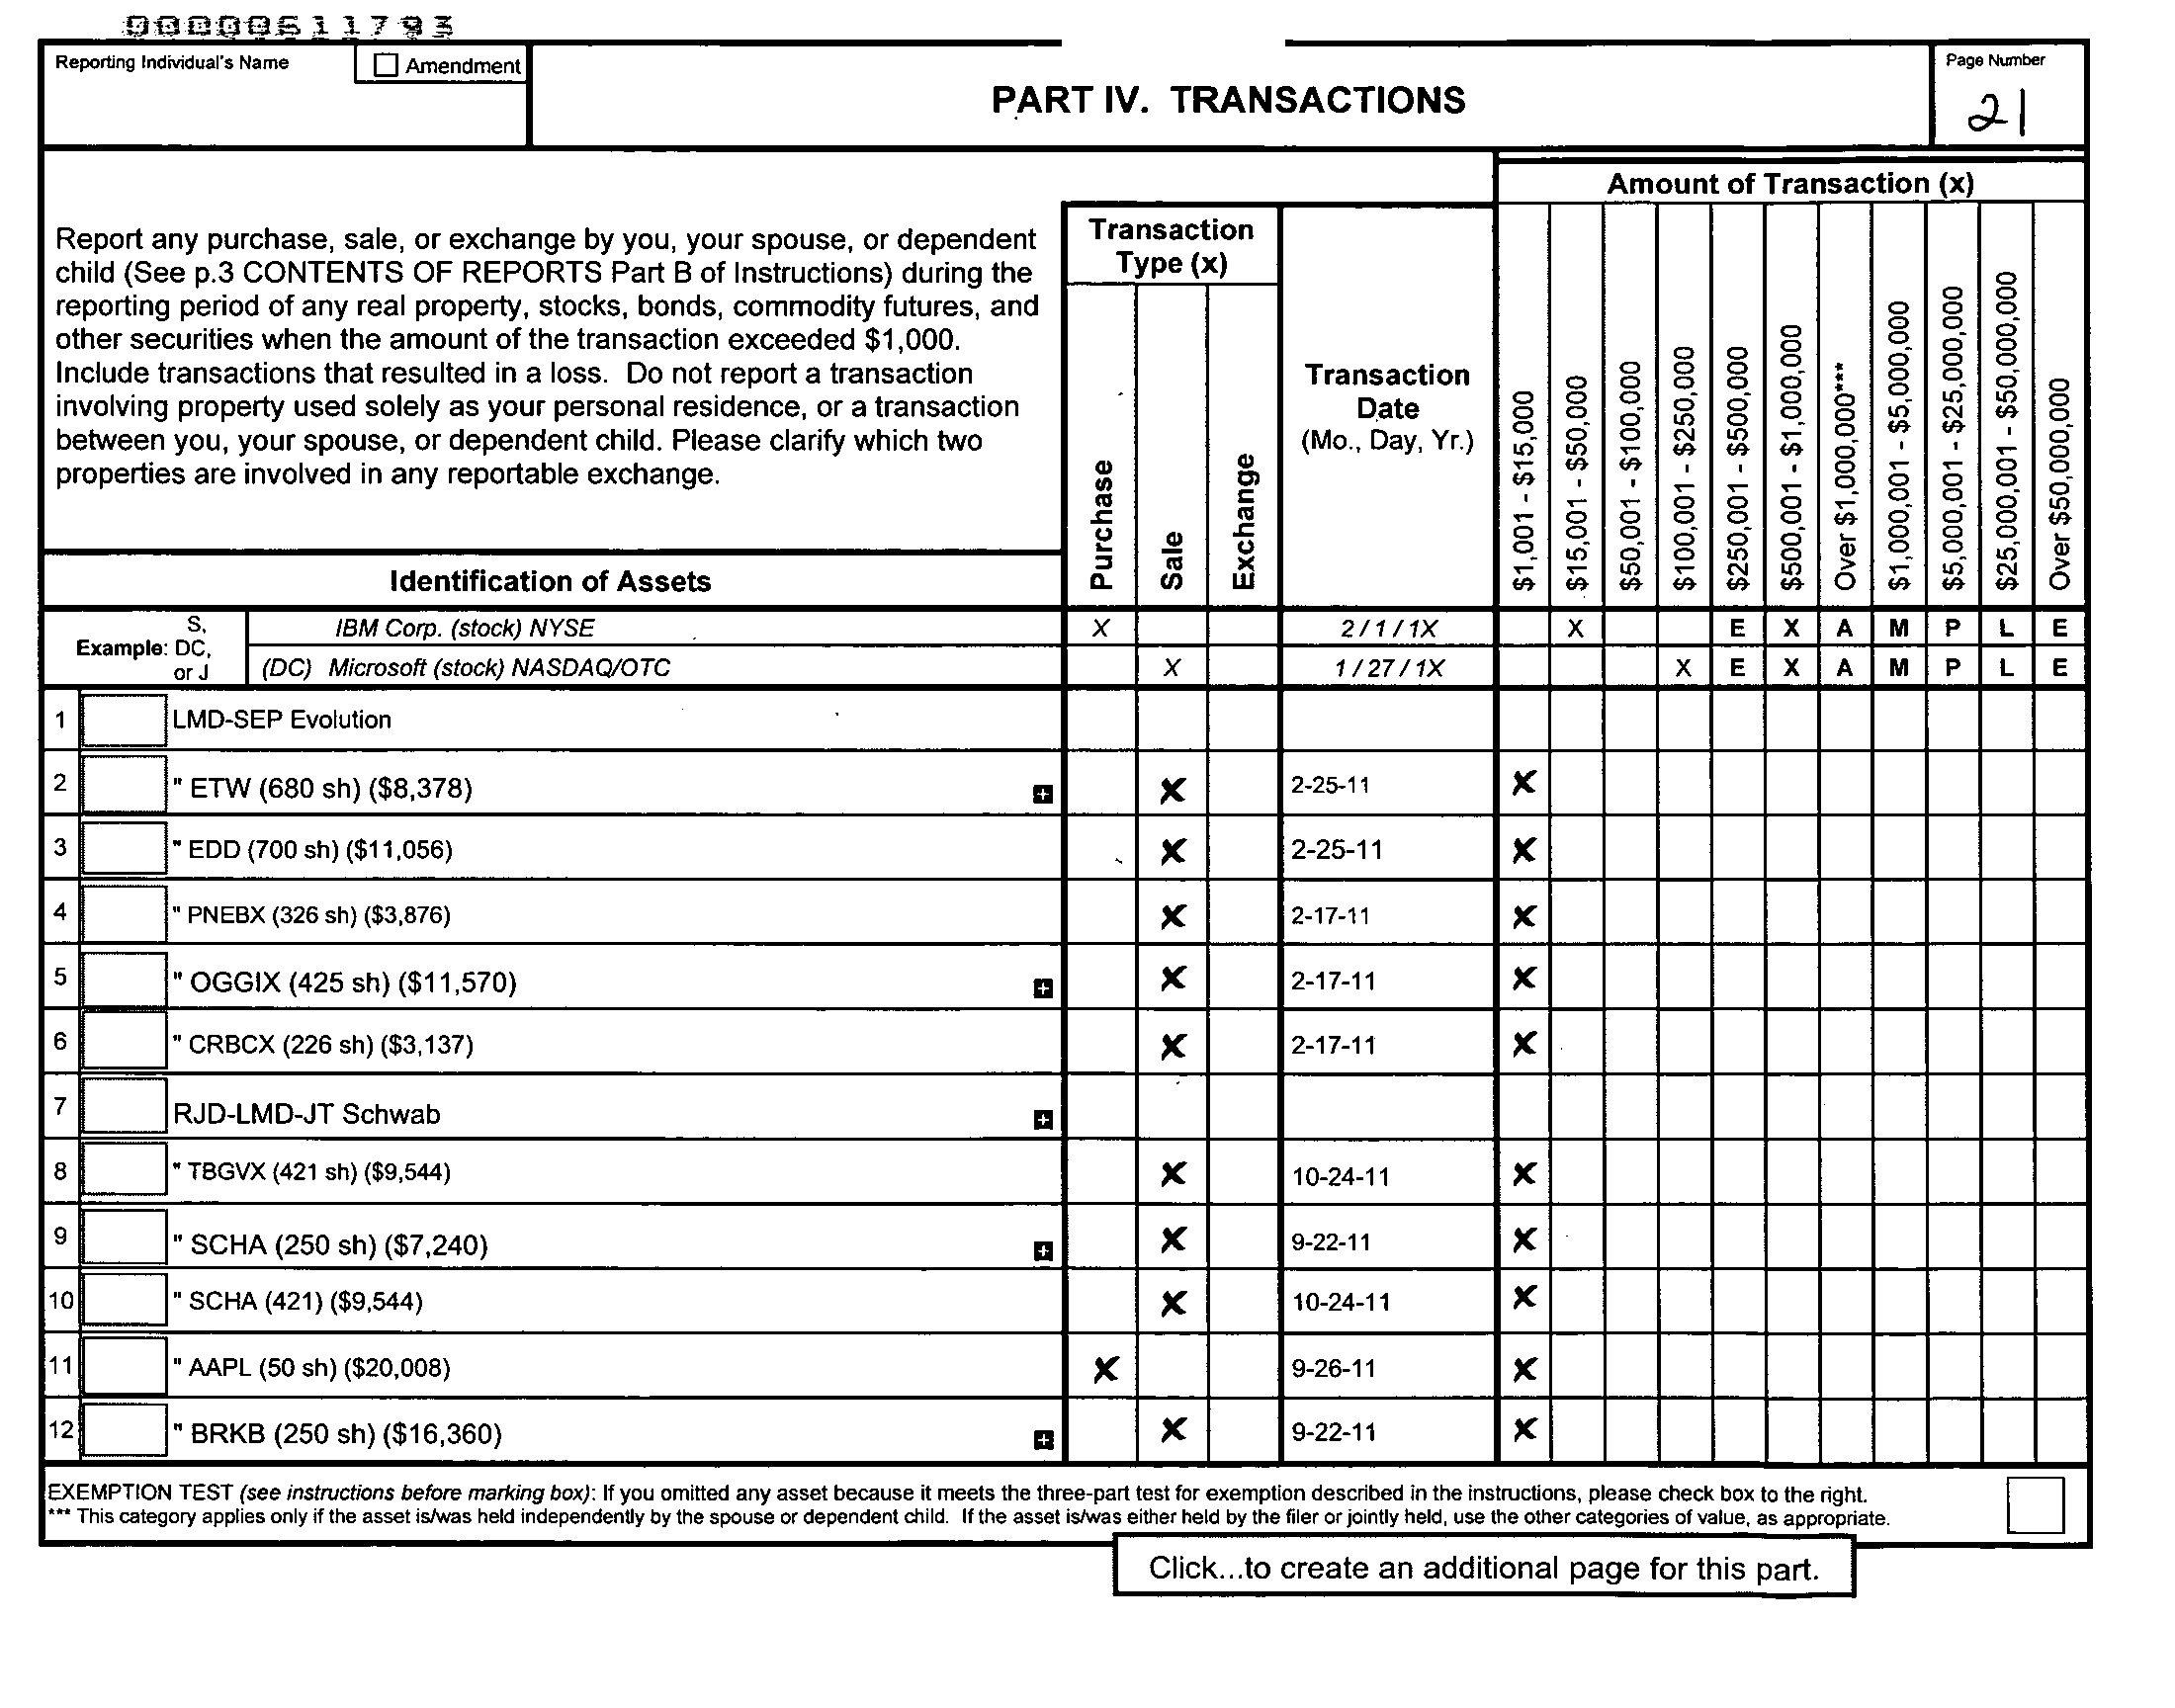 00000611793
Reporting Individual's Name
Amendment
PART IV. TRANSACTIONS
Page Number
21
Report any purchase, sale, or exchange by you, your spouse, or dependent
child (See p.3 CONTENTS OF REPORTS Part B of Instructions) during the
reporting period of any real property, stocks, bonds, commodity futures, and
other securities when the amount of the transaction exceeded $1,000.
Include transactions that resulted in a loss. Do not report a transaction
involving property used solely as your personal residence, or a transaction
between you, your spouse, or dependent child. Please clarify which two
properties are involved in any reportable exchange.
Transaction
Type (x)
Purchase
Sale
Exchange
Transaction
Date
(Mo., Day, Yr.)
Amount of Transaction (x)
$1,001 - $15,000
$15,001 - $50,000
$50,001 - $100,000
$100,001 - $250,000
$250,001 - $500,000
$500,001 - $1,000,000
Over $1,000,000***
$1,000,001 - $5,000,000
$5,000,001 - $25,000,000
$25,000,001 - $50,000,000
Over $50,000,000
Identification of Assets
Example: S, DC, or J
IBM Corp. (stock) NYSE X 2 / 1 / 1X X E X A M P L E
(DC) Microsoft (stock) NASDAQ/OTC X 1 / 27 / 1X X E X A M P L E
1 LMD-SEP Evolution
2 " ETW (680 sh) ($8,378) + X 2-25-11 X
3 " EDD (700 sh) ($11,056) X 2-25-11 X
4 " PNEBX (326 sh) ($3,876) X 2-17-11 X
5 " OGGIX (425 sh) ($11,570) + X 2-17-11 X
6 " CRBCX (226 sh) ($3,137) X 2-17-11 X
7 RJD-LMD-JT Schwab +
8 " TBGVX (421 sh) ($9,544) X 10-24-11 X
9 " SCHA (250 sh) ($7,240) + X 9-22-11 X
10 " SCHA (421) ($9,544) X 10-24-11 X
11 " AAPL (50 sh) ($20,008) X 9-26-11 X
12 " BRKB (250 sh) ($16,360) + X 9-22-11 X
EXEMPTION TEST (see instructions before marking box): If you omitted any asset because it meets the three-part test for exemption described in the instructions, please check box to the right.
*** This category applies only if the asset is/was held independently by the spouse or dependent child. If the asset is/was either held by the filer or jointly held, use the other categories of value, as appropriate.
Click...to create an additional page for this part.